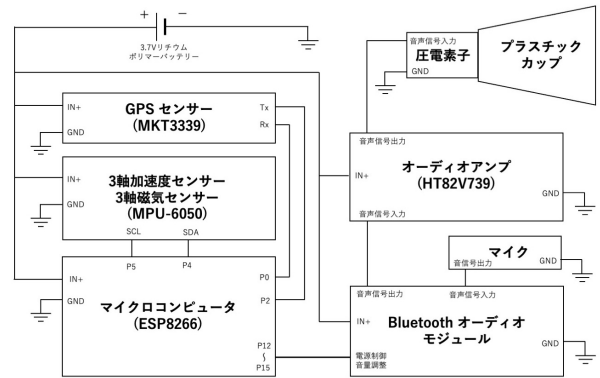 + −
3.7Vリチウム
ポリマーバッテリー
音声信号入力
圧電素子
GND
プラスチック
カップ
IN+
GPS センサー
(MKT3339)
Tx
Rx
GND
IN+
3軸加速度センサー
3軸磁気センサー
(MPU-6050)
GND
SCL
SDA
P5
P4
IN+
GND
マイクロコンピュータ
(ESP8266)
P0
P2
P12
〜
P15
音声信号出力
IN+
オーディオアンプ
(HT82V739)
GND
音声信号入力
マイク
音信号出力
GND
音声信号出力
音声信号入力
IN+
Bluetooth オーディオ
モジュール
GND
電源制御
音量調整